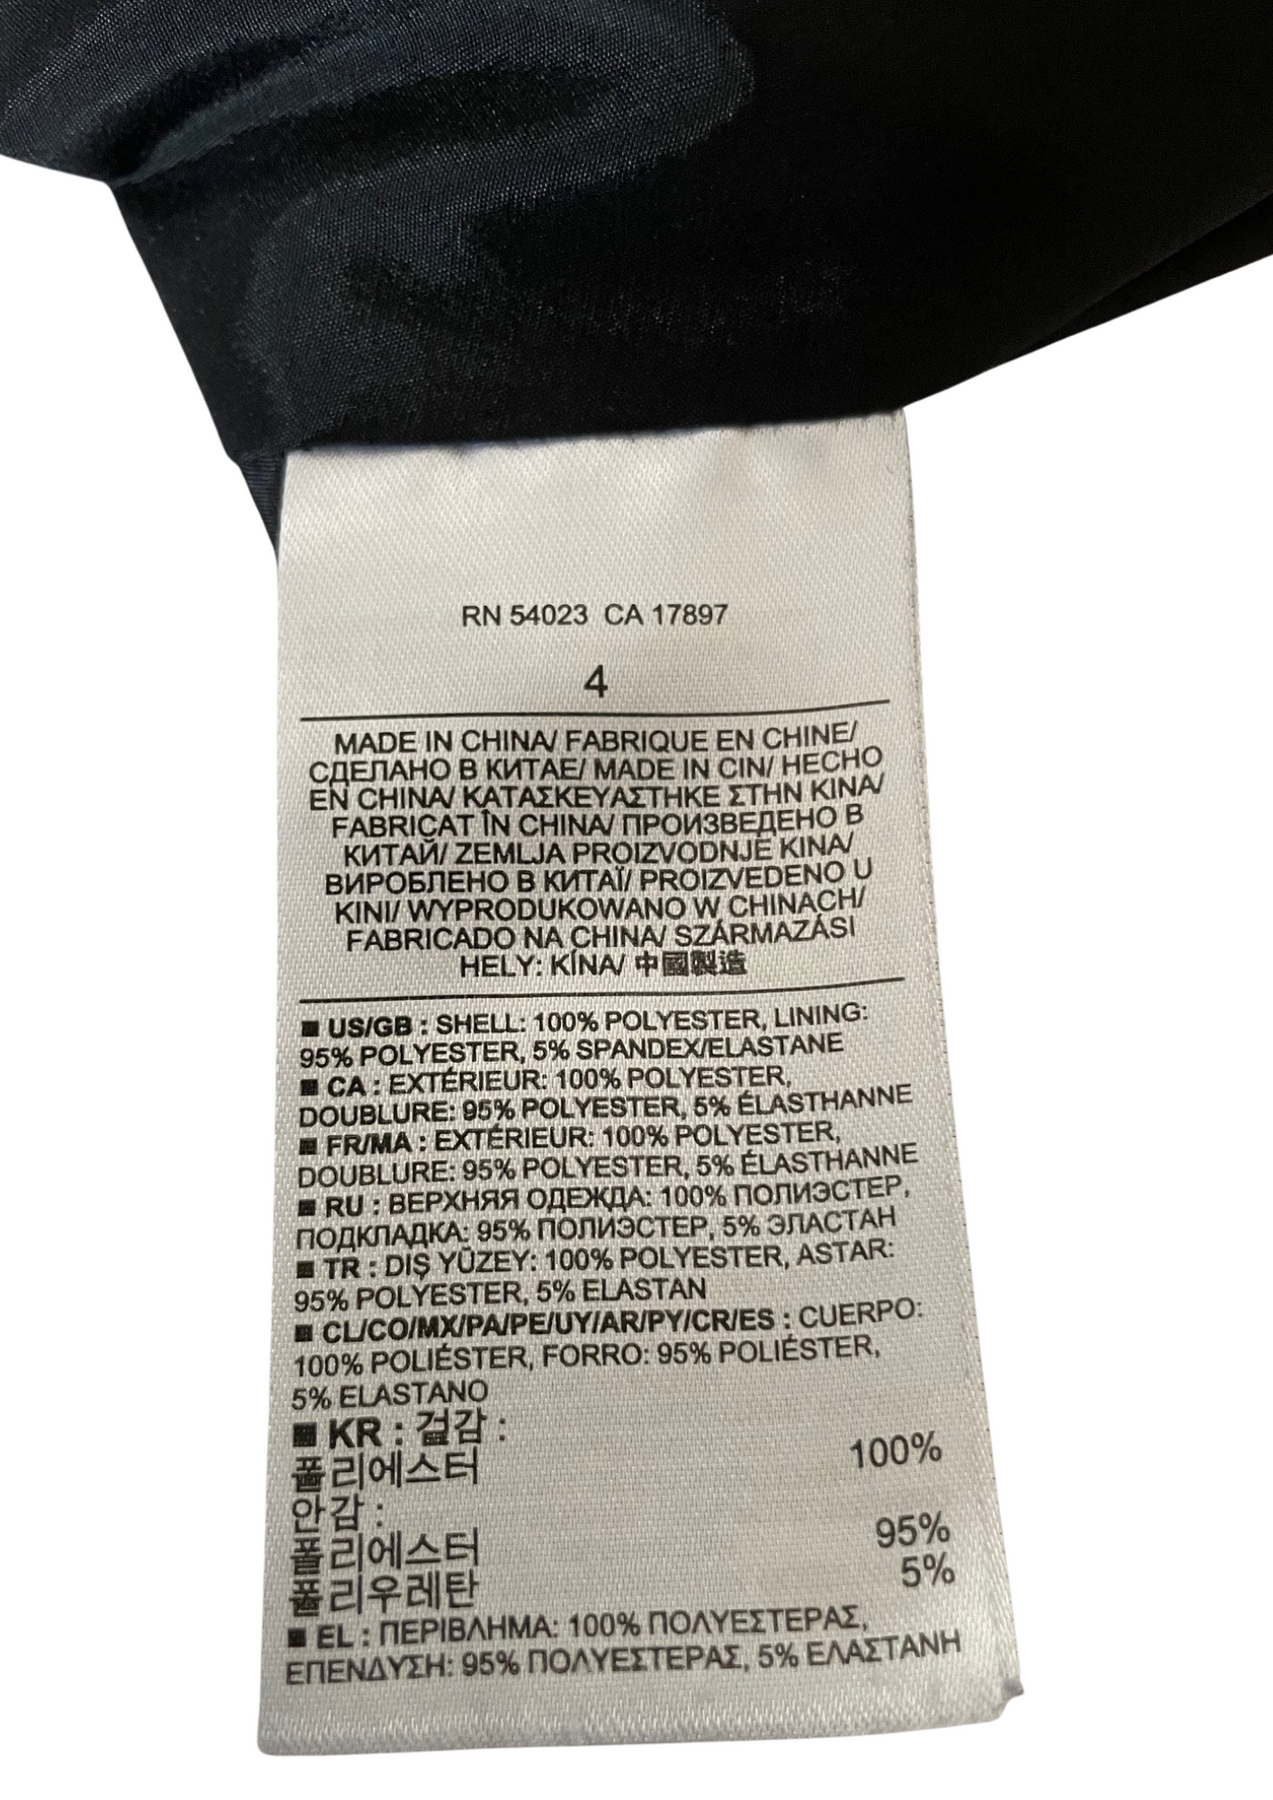 RN 54023 CA 17897
4
MADE IN CHINA/ FABRIQUE EN CHINE/
СДЕЛАНО В КИТАЕ/ MADE IN CIN/ HECHO
EN CHINA/ ΚΑΤΑΣΚΕΥΑΣΤΗΚΕ ΣΤΗΝ ΚΙΝΑ/
FABRICAT ÎN CHINA/ ПРОИЗВЕДЕНО В
КИТАЙ/ ZEMLJA PROIZVODNJE KINA/
ВИРОБЛЕНО В КИТАЇ/ PROIZVEDENO U
KINI/ WYPRODUKOWANO W CHINACH/
FABRICADO NA CHINA/ SZÁRMAZÁSI
HELY: KÍNA/ 中國製造
■ US/GB : SHELL: 100% POLYESTER, LINING:
95% POLYESTER, 5% SPANDEX/ELASTANE
■ CA : EXTÉRIEUR: 100% POLYESTER,
DOUBLURE: 95% POLYESTER, 5% ÉLASTHANNE
■ FR/MA : EXTÉRIEUR: 100% POLYESTER,
DOUBLURE: 95% POLYESTER, 5% ÉLASTHANNE
■ RU : ВЕРХНЯЯ ОДЕЖДА: 100% ПОЛИЭСТЕР,
ПОДКЛАДКА: 95% ПОЛИЭСТЕР, 5% ЭЛАСТАН
■ TR : DIŞ YÜZEY: 100% POLYESTER, ASTAR:
95% POLYESTER, 5% ELASTAN
■ CL/CO/MX/PA/PE/UY/AR/PY/CR/ES : CUERPO:
100% POLIÉSTER, FORRO: 95% POLIÉSTER,
5% ELASTANO
■ KR : 겉감 :
폴리에스터 100%
안감 :
폴리에스터 95%
폴리우레탄 5%
■ EL : ΠΕΡΙΒΛΗΜΑ: 100% ΠΟΛΥΕΣΤΕΡΑΣ,
ΕΠΕΝΔΥΣΗ: 95% ΠΟΛΥΕΣΤΕΡΑΣ, 5% ΕΛΑΣΤΑΝΗ